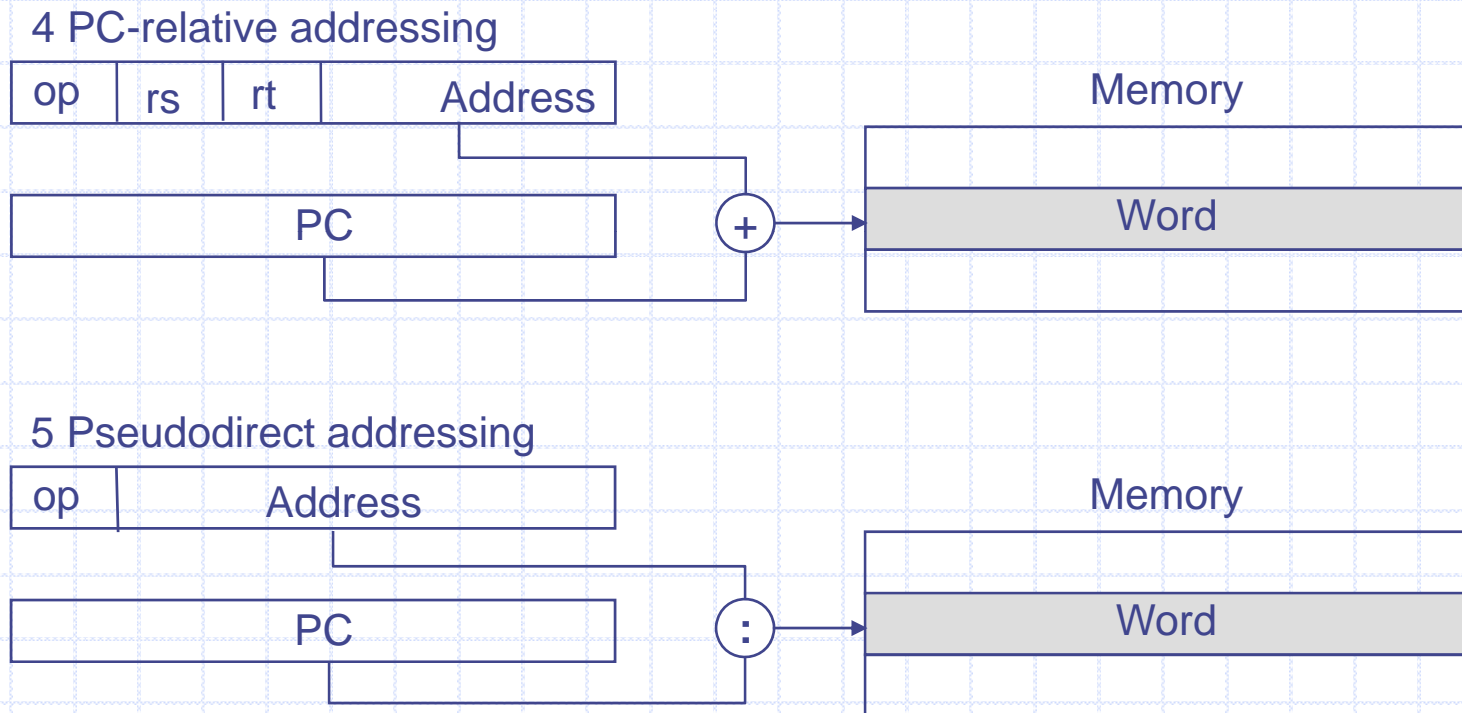 4 PC-relative addressing
op rs rt Address
Memory
PC
+
Word
5 Pseudodirect addressing
op Address
Memory
PC
:
Word